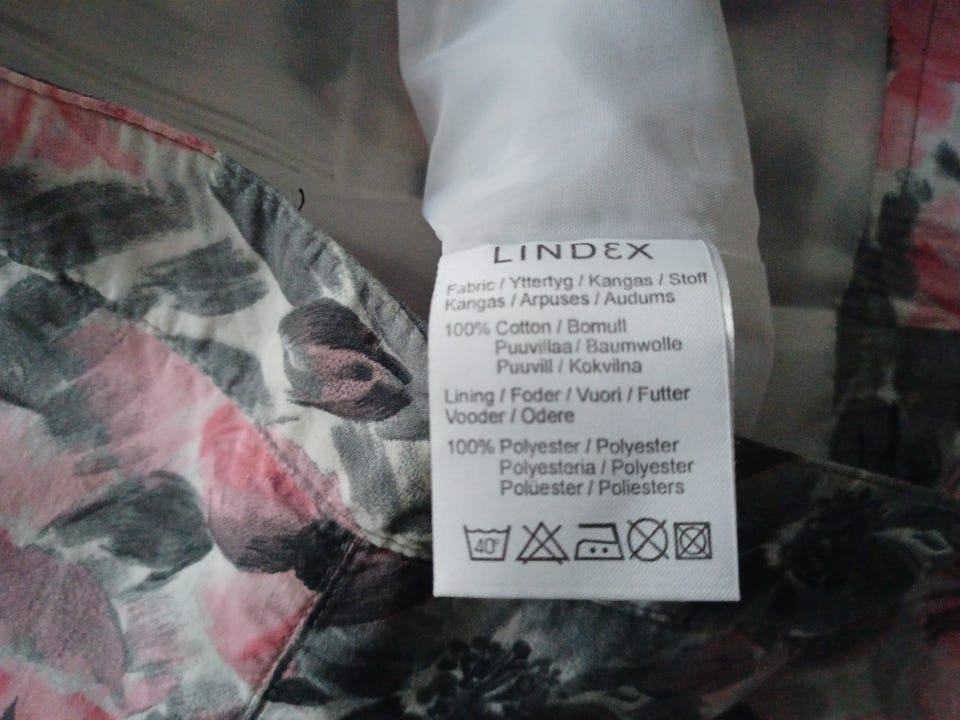 LINDEX
Fabric / Yttertyg / Kangas / Stoff
Kangas / Arpuses / Audums
100% Cotton / Bomull
Puuvillaa / Baumwolle
Puuvill / Kokvilna
Lining / Foder / Vuori / Futter
Vooder / Odere
100% Polyester / Polyester
Polyesteria / Polyester
Polüester / Poliesters
40°